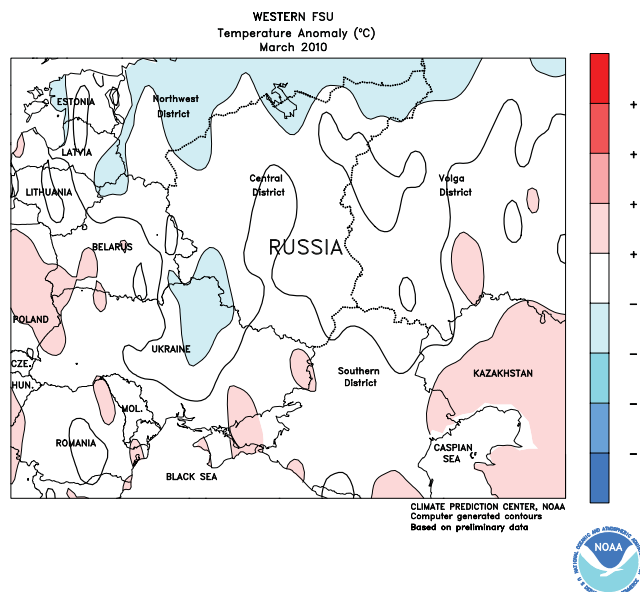 WESTERN FSU
Temperature Anomaly (°C)
March 2010
ESTONIA
Northwest
District
LATVIA
LITHUANIA
Central
District
Volga
District
BELARUS
RUSSIA
POLAND
UKRAINE
CZE.
HUN.
Southern
District
KAZAKHSTAN
MOL.
ROMANIA
CASPIAN
SEA
BLACK SEA
+
+
+
+
–
–
–
–
CLIMATE PREDICTION CENTER, NOAA
Computer generated contours
Based on preliminary data
NOAA